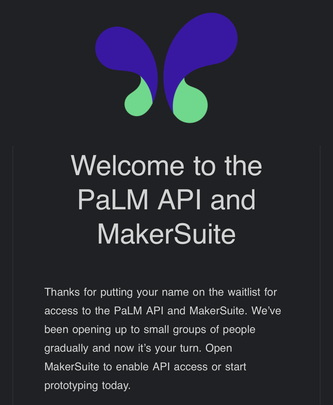 Welcome to the
PaLM API and
MakerSuite
Thanks for putting your name on the waitlist for
access to the PaLM API and MakerSuite. We've
been opening up to small groups of people
gradually and now it's your turn. Open
MakerSuite to enable API access or start
prototyping today.